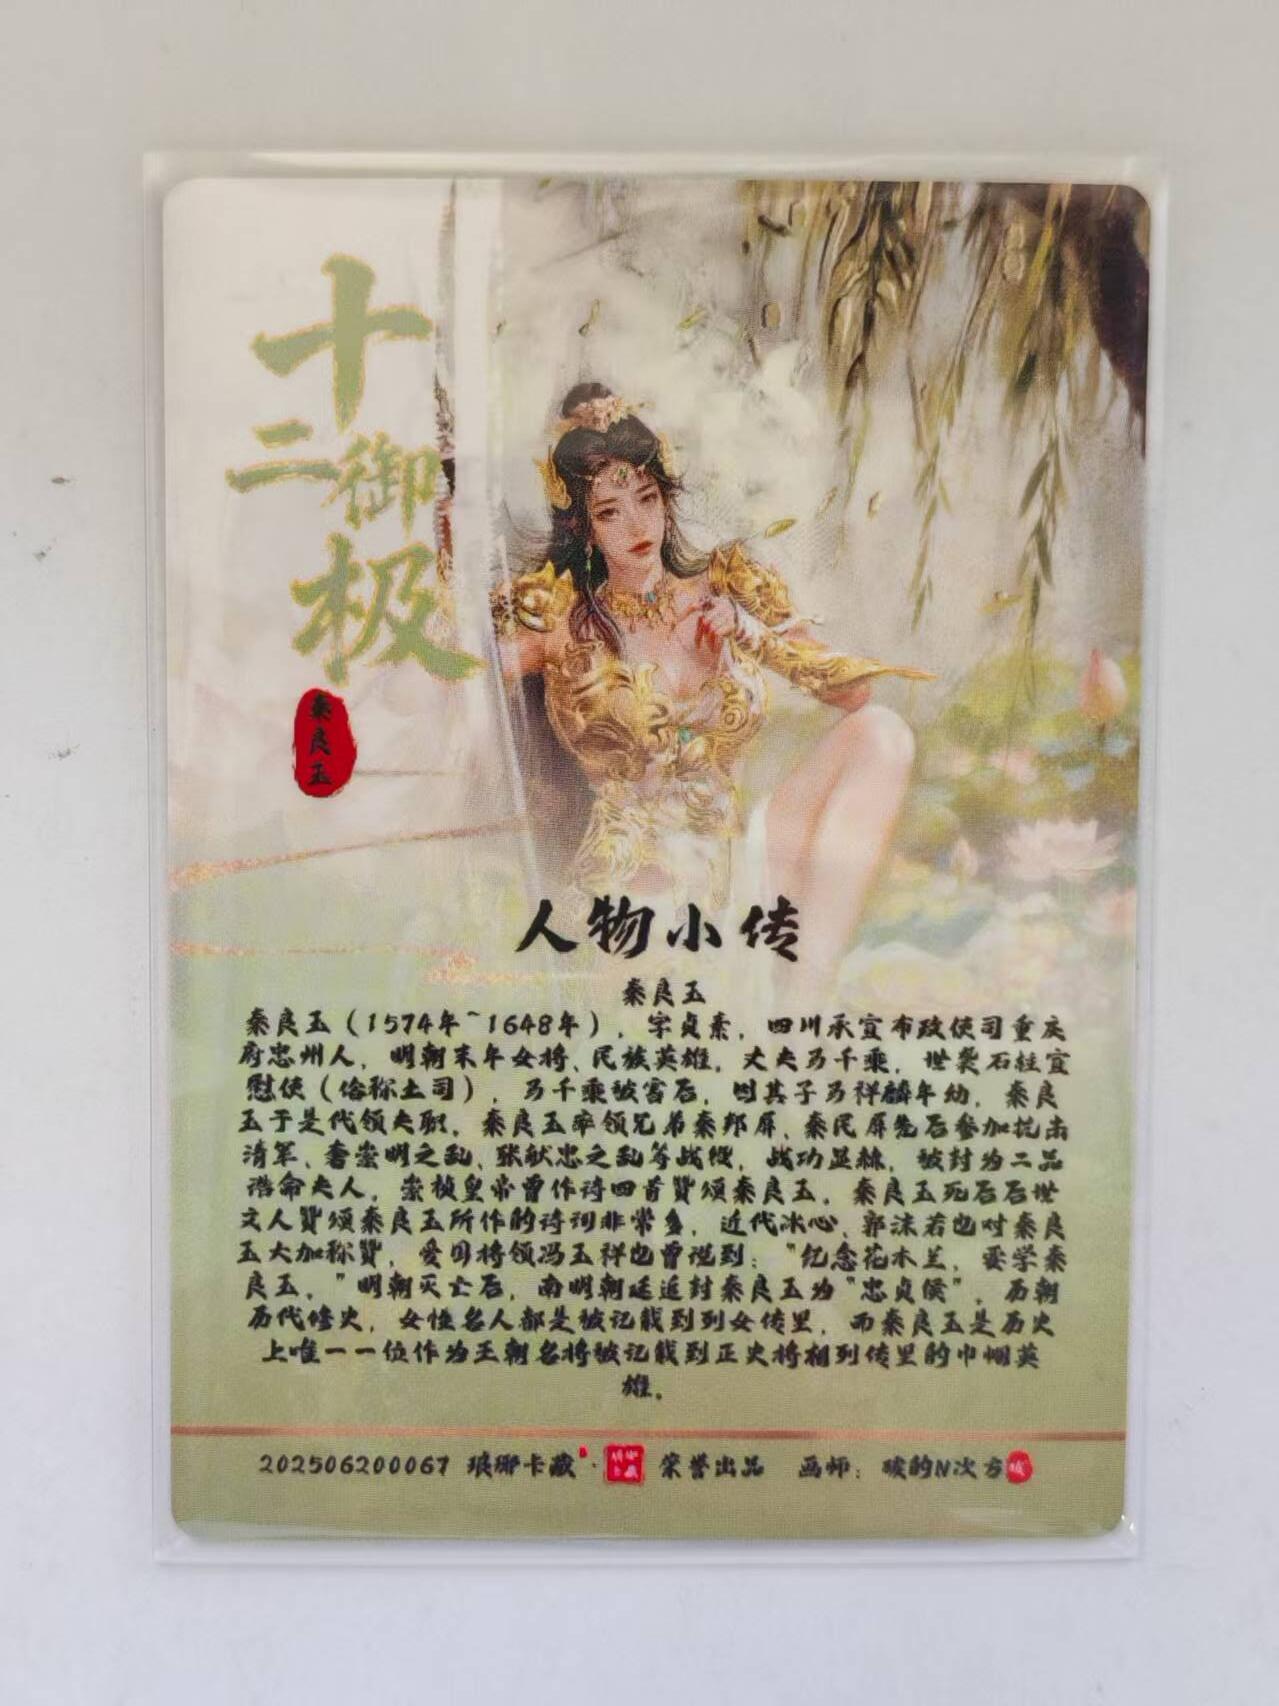 十
二御
极
秦良玉
人物小传
秦良玉
秦良玉（1574年~1648年），字贞素，四川承宣布政使司重庆
府忠州人，明朝末年女将、民族英雄，丈夫马千乘，世袭石砫宣
慰使（俗称土司），马千乘被害后，因其子马祥麟年幼，秦良
玉于是代领夫职，秦良玉率领兄弟秦邦屏、秦民屏先后参加抗击
清军、奢崇明之乱、张献忠之乱等战役，战功显赫，被封为二品
诰命夫人，崇祯皇帝曾作诗四首赞颂秦良玉，秦良玉死后后世
文人赞颂秦良玉所作的诗词非常多，近代冰心、郭沫若也对秦良
玉大加称赞，爱国将领冯玉祥也曾说到："纪念花木兰，要学秦
良玉。"明朝灭亡后，南明朝廷追封秦良玉为"忠贞侯"，历朝
历代修史，女性名人都是被记载到列女传里，而秦良玉是历史
上唯一一位作为王朝名将被记载到正史将相列传里的巾帼英
雄。
202506200067 琅琊卡藏· 荣誉出品 画师：破的N次方